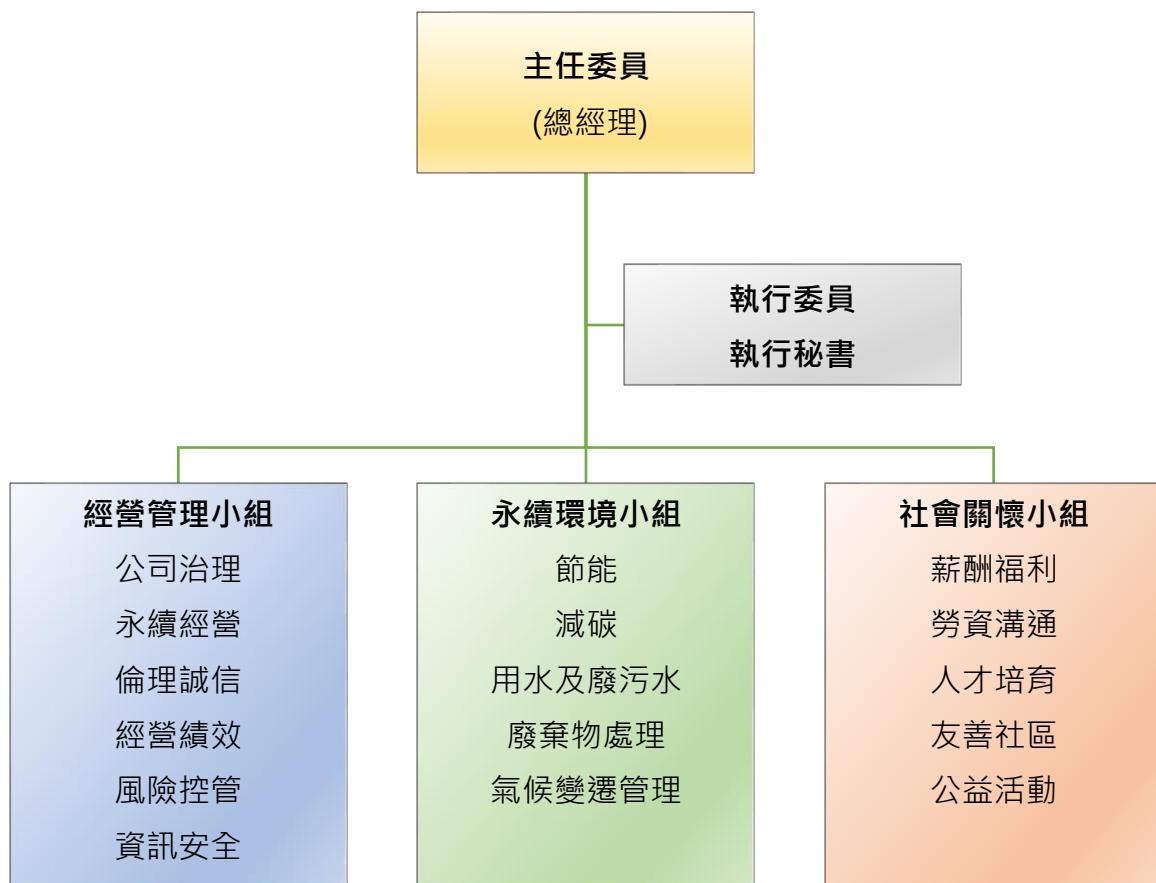 主任委員
(總經理)
執行委員
執行秘書
經營管理小組
公司治理
永續經營
倫理誠信
經營績效
風險控管
資訊安全
永續環境小組
節能
減碳
用水及廢污水
廢棄物處理
氣候變遷管理
社會關懷小組
薪酬福利
勞資溝通
人才培育
友善社區
公益活動